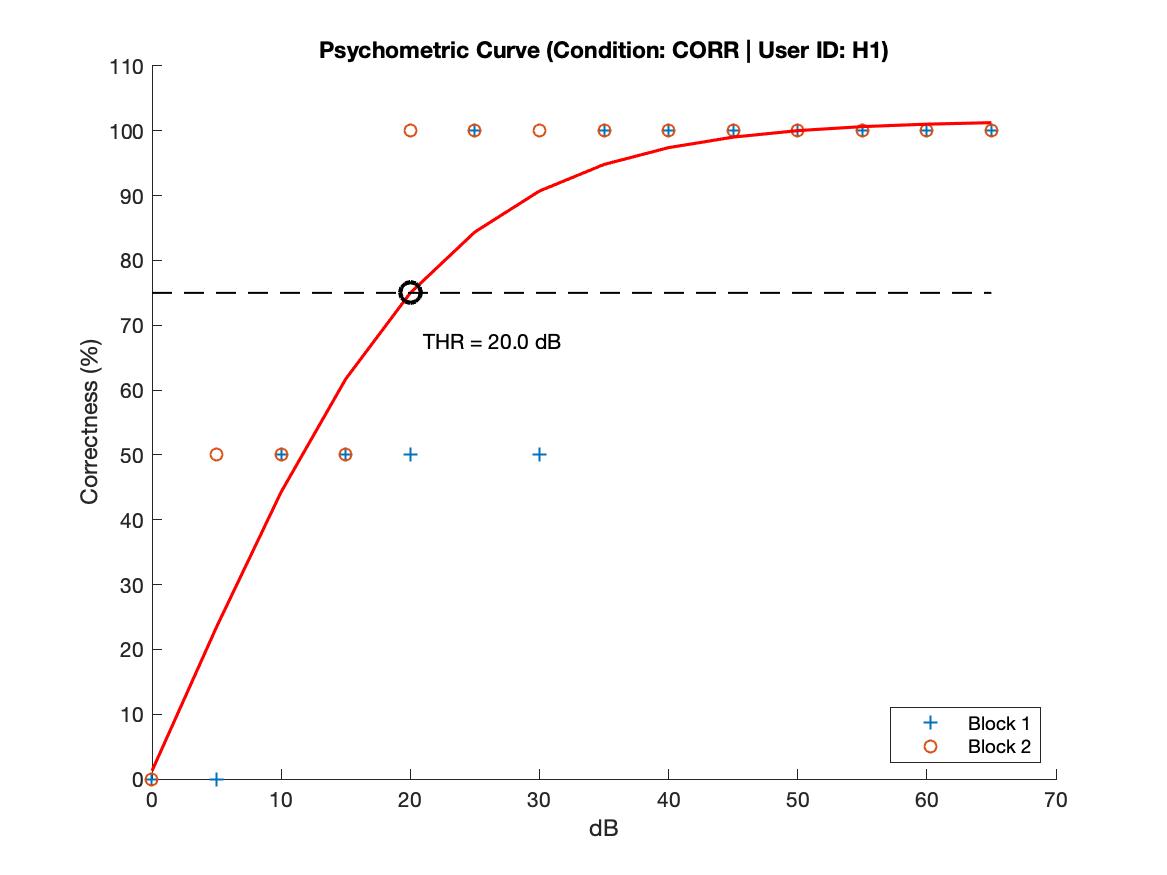 Psychometric Curve (Condition: CORR | User ID: H1)
110
100
90
80
70
60
50
40
30
20
10
0
Correctness (%)
THR = 20.0 dB
Block 1
Block 2
0 10 20 30 40 50 60 70
dB